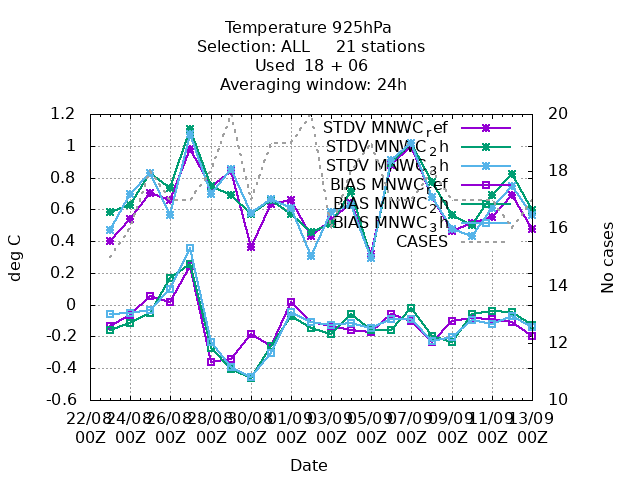 Temperature 925hPa
Selection: ALL 21 stations
Used 18 + 06
Averaging window: 24h
deg C
No cases
1.2
1
0.8
0.6
0.4
0.2
0
-0.2
-0.4
-0.6
20
18
16
14
12
10
STDV MNWC_ref
STDV MNWC_2h
STDV MNWC_3h
BIAS MNWC_ref
BIAS MNWC_2h
BIAS MNWC_3h
CASES
22/08 24/08 26/08 28/08 30/08 01/09 03/09 05/09 07/09 09/09 11/09 13/09
00Z 00Z 00Z 00Z 00Z 00Z 00Z 00Z 00Z 00Z 00Z 00Z
Date